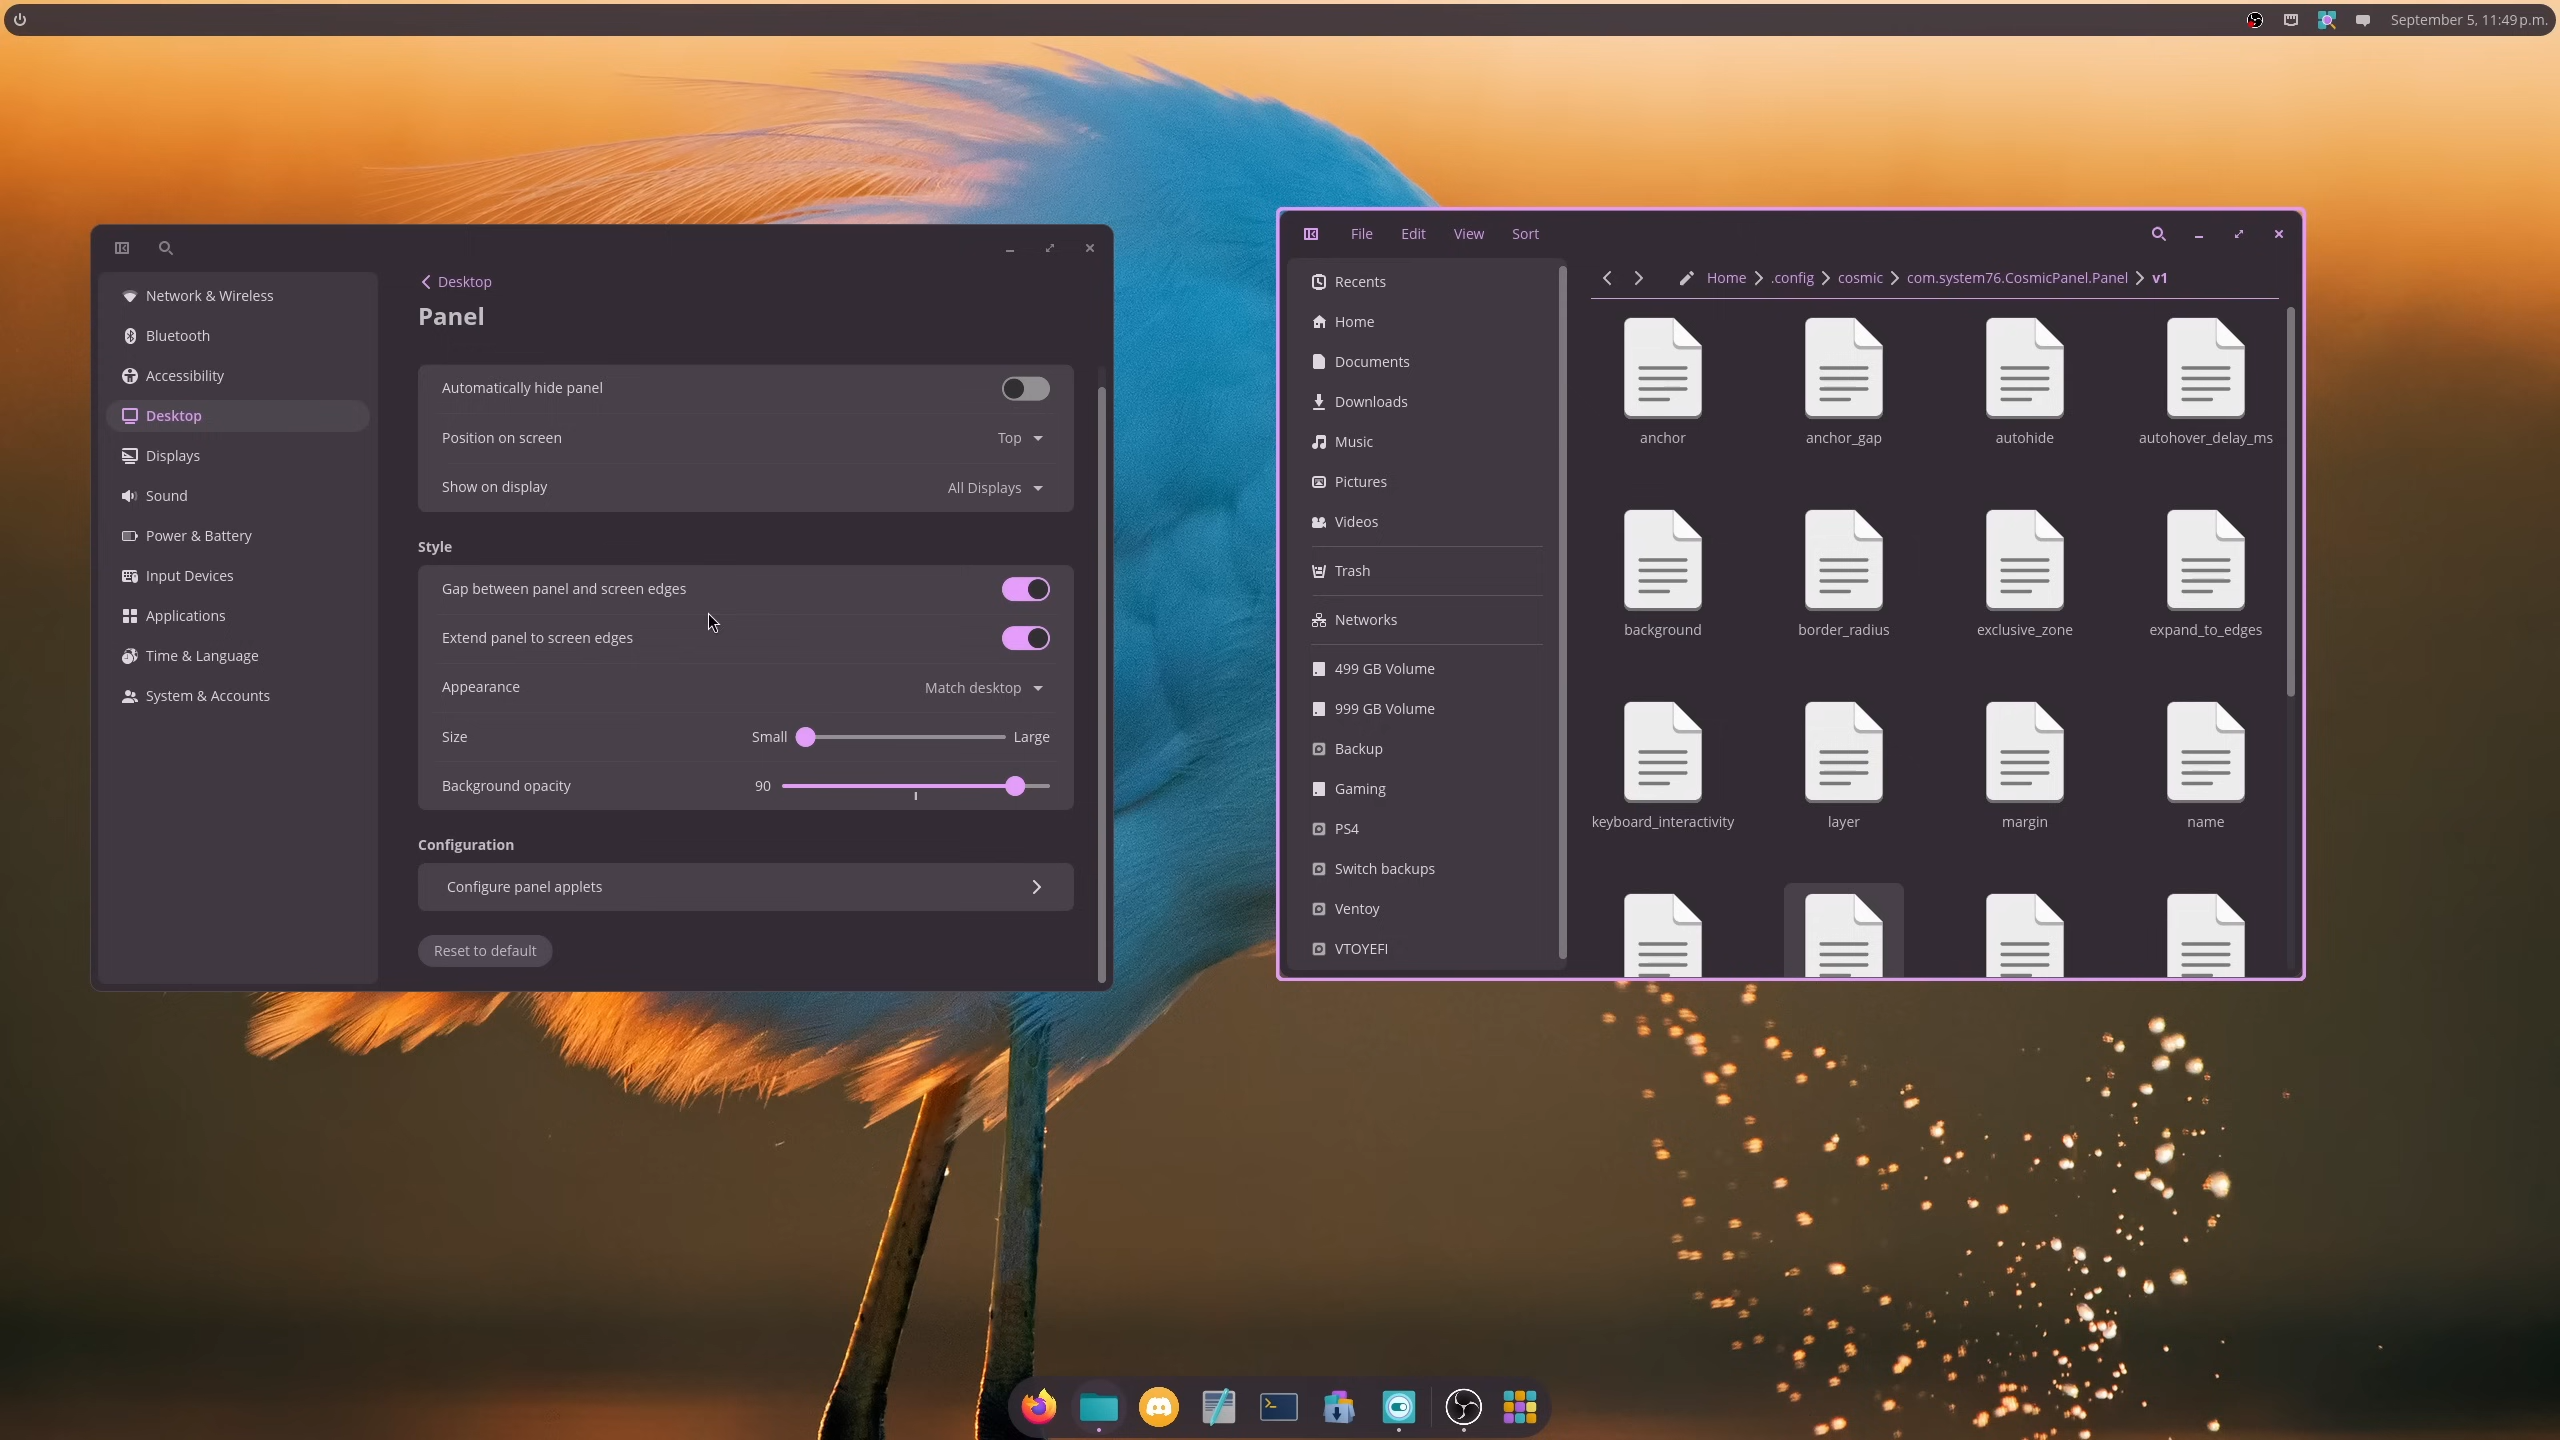 September 5, 11:49 p.m.
Network & Wireless
Bluetooth
Accessibility
Desktop
Displays
Sound
Power & Battery
Input Devices
Applications
Time & Language
System & Accounts
Desktop
Panel
Automatically hide panel
Position on screen Top
Show on display All Displays
Style
Gap between panel and screen edges
Extend panel to screen edges
Appearance Match desktop
Size Small Large
Background opacity 90
Configuration
Configure panel applets
Reset to default
File Edit View Sort
Recents
Home
Documents
Downloads
Music
Pictures
Videos
Trash
Networks
499 GB Volume
999 GB Volume
Backup
Gaming
PS4
Switch backups
Ventoy
VTOYEFI
Home .config cosmic com.system76.CosmicPanel.Panel v1
anchor anchor_gap autohide autohover_delay_ms
background border_radius exclusive_zone expand_to_edges
keyboard_interactivity layer margin name